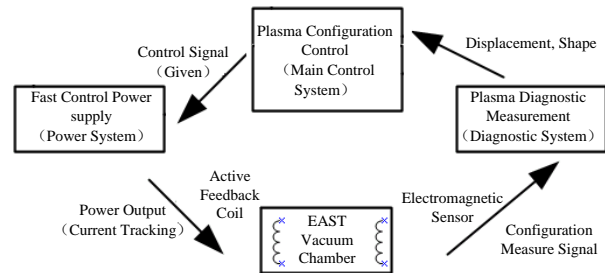 Plasma Configuration
Control
（Main Control
System）
Control Signal
（Given）
Displacement, Shape
Fast Control Power
supply
（Power System）
Plasma Diagnostic
Measurement
（Diagnostic System）
Active
Feedback
Coil
Power Output
（Current Tracking）
EAST
Vacuum
Chamber
Electromagnetic
Sensor
Configuration
Measure Signal